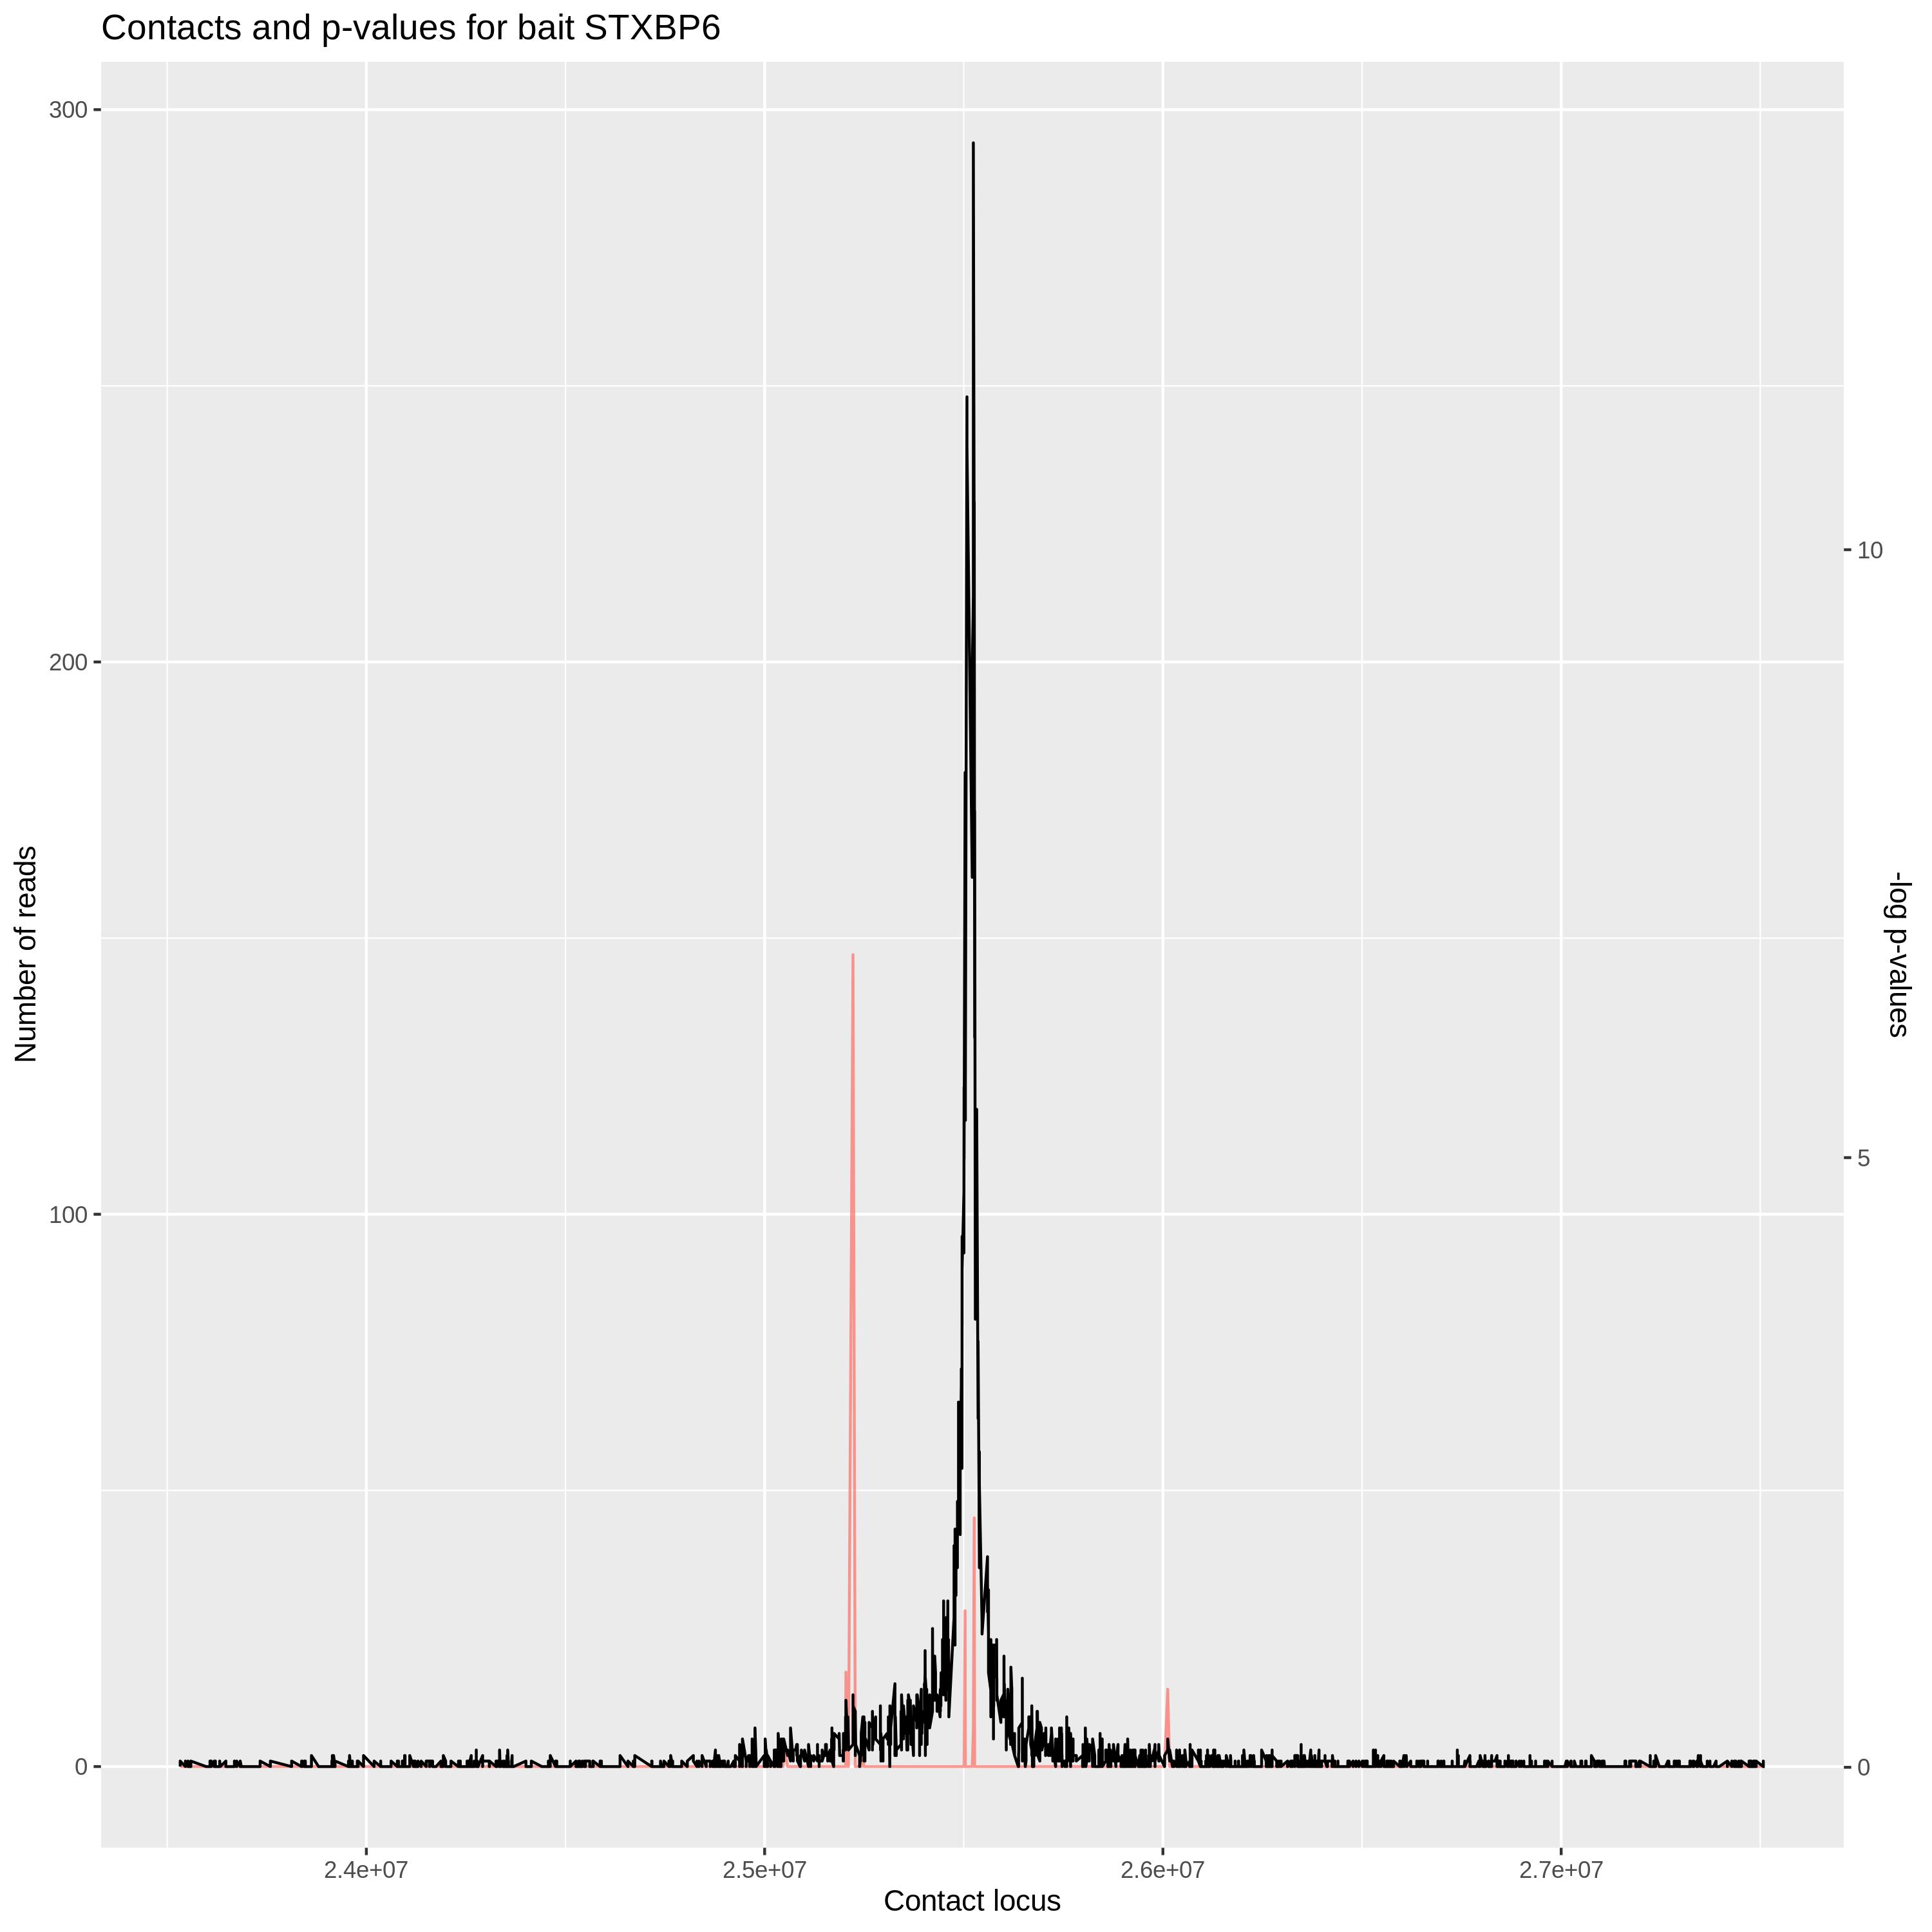 Contacts and p-values for bait STXBP6
300
200
100
0
Number of reads
10
5
0
-log p-values
2.4e+07
2.5e+07
2.6e+07
2.7e+07
Contact locus